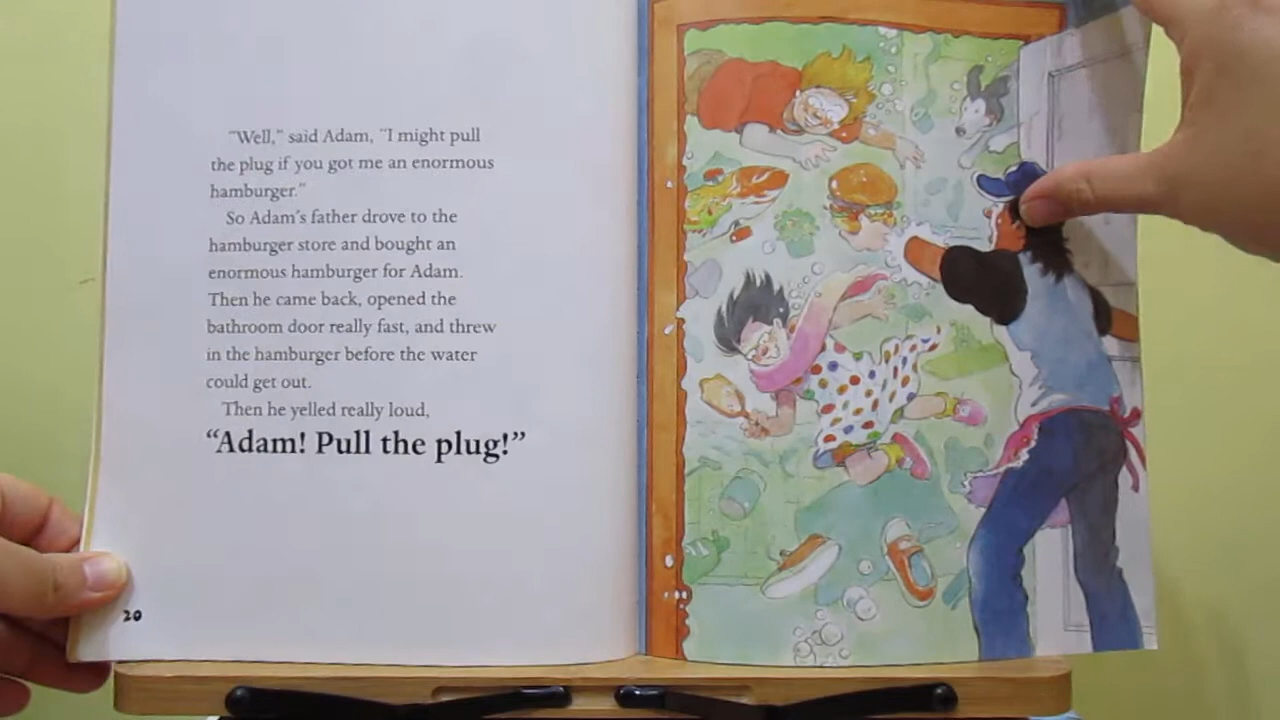 "Well," said Adam, "I might pull
the plug if you got me an enormous
hamburger."
So Adam's father drove to the
hamburger store and bought an
enormous hamburger for Adam.
Then he came back, opened the
bathroom door really fast, and threw
in the hamburger before the water
could get out.
Then he yelled really loud,
"Adam! Pull the plug!"
20